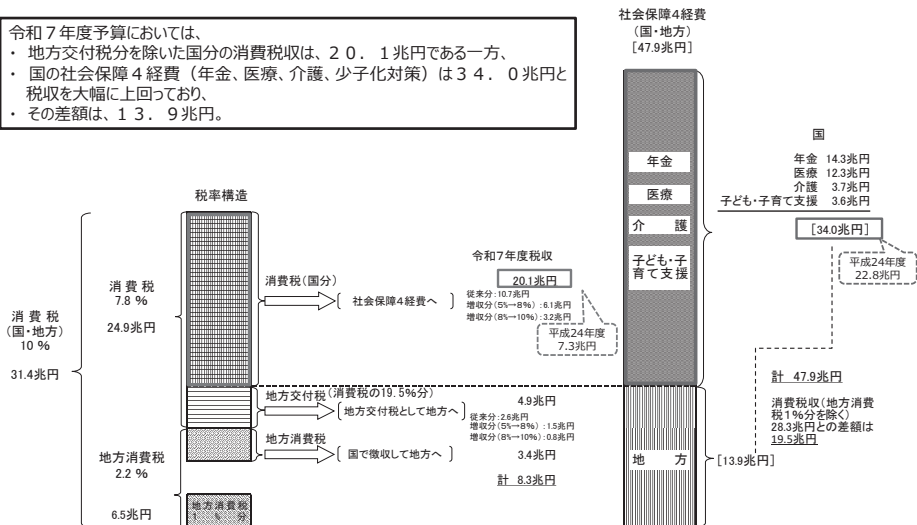 令和７年度予算においては、
・ 地方交付税分を除いた国分の消費税収は、２０．１兆円である一方、
・ 国の社会保障４経費（年金、医療、介護、少子化対策）は３４．０兆円と
税収を大幅に上回っており、
・ その差額は、１３．９兆円。
社会保障４経費
（国・地方）
［47.9兆円］
税率構造
消費税
（国・地方）
10 %
31.4兆円
消費税
7.8 %
24.9兆円
地方消費税
2.2 %
6.5兆円
消費税（国分）
社会保障４経費へ
令和７年度税収
20.1兆円
従来分：10.7兆円
増収分（5%→8%）：6.1兆円
増収分（8%→10%）：3.2兆円
平成24年度
7.3兆円
地方交付税（消費税の19.5%分）
地方交付税として地方へ
4.9兆円
従来分：2.6兆円
増収分（5%→8%）：1.5兆円
増収分（8%→10%）：0.8兆円
地方消費税
国で徴収して地方へ
3.4兆円
計 8.3兆円
地方消費税
１％分
年金
医療
介護
子ども・子
育て支援
地方
［13.9兆円］
国
年金 14.3兆円
医療 12.3兆円
介護 3.7兆円
子ども・子育て支援 3.6兆円
［34.0兆円］
平成24年度
22.8兆円
計 47.9兆円
消費税収（地方消費
税１％分を除く）
28.3兆円との差額は
19.5兆円